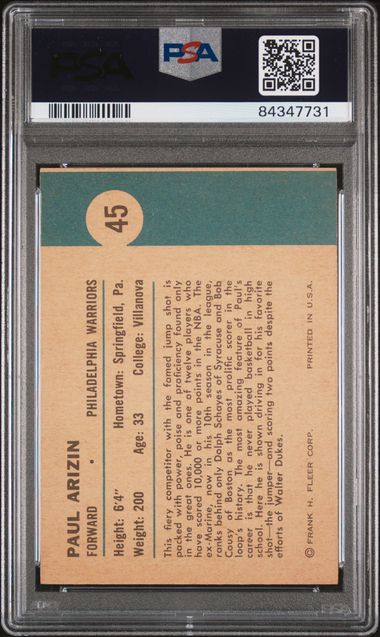 PSA
PSA
84347731
45
PAUL ARIZIN
FORWARD • PHILADELPHIA WARRIORS
Height: 6'4" Hometown: Springfield, Pa.
Weight: 200 Age: 33 College: Villanova
This fiery competitor with the famed jump shot is
packed with power, poise and proficiency found only
in the great ones. He is one of twelve players who
have scored 10,000 or more points in the NBA. The
ex-Marine, now in his 10th season in the league,
ranks behind only Dolph Schayes of Syracuse and Bob
Cousy of Boston as the most prolific scorer in the
loop's history. The most amazing feature of Paul's
career is that he never played basketball in high
school. Here he is shown driving in for his favorite
shot—the jumper—and scoring two points despite the
efforts of Walter Dukes.
© FRANK H. FLEER CORP. PRINTED IN U.S.A.